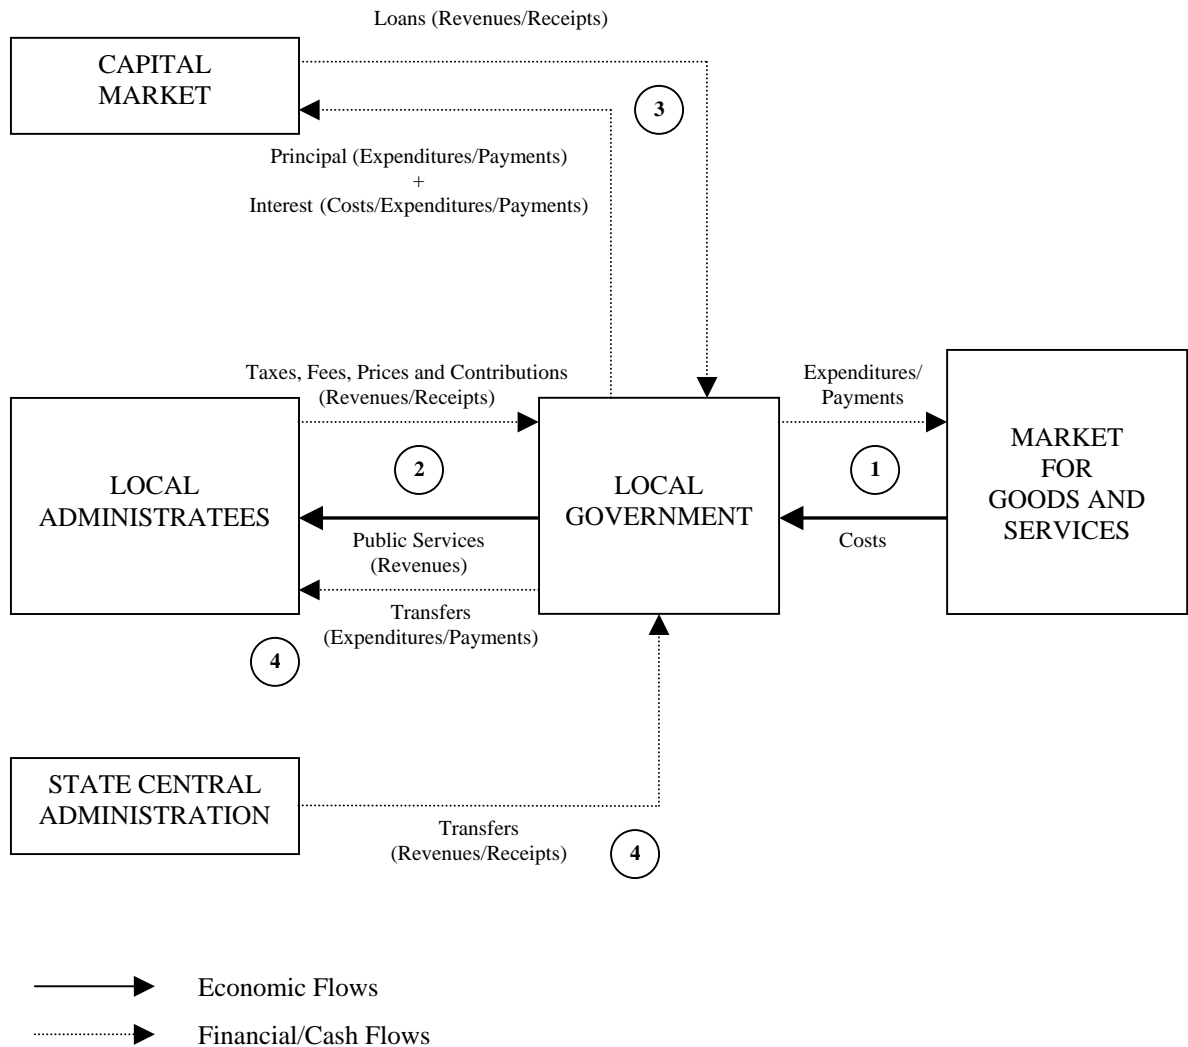 Loans (Revenues/Receipts)
CAPITAL
MARKET
3
Principal (Expenditures/Payments)
+
Interest (Costs/Expenditures/Payments)
Taxes, Fees, Prices and Contributions
(Revenues/Receipts)
Expenditures/
Payments
LOCAL
ADMINISTRATEES
2
LOCAL
GOVERNMENT
1
MARKET
FOR
GOODS AND
SERVICES
Public Services
(Revenues)
Costs
Transfers
(Expenditures/Payments)
4
STATE CENTRAL
ADMINISTRATION
Transfers
(Revenues/Receipts)
4
Economic Flows
Financial/Cash Flows